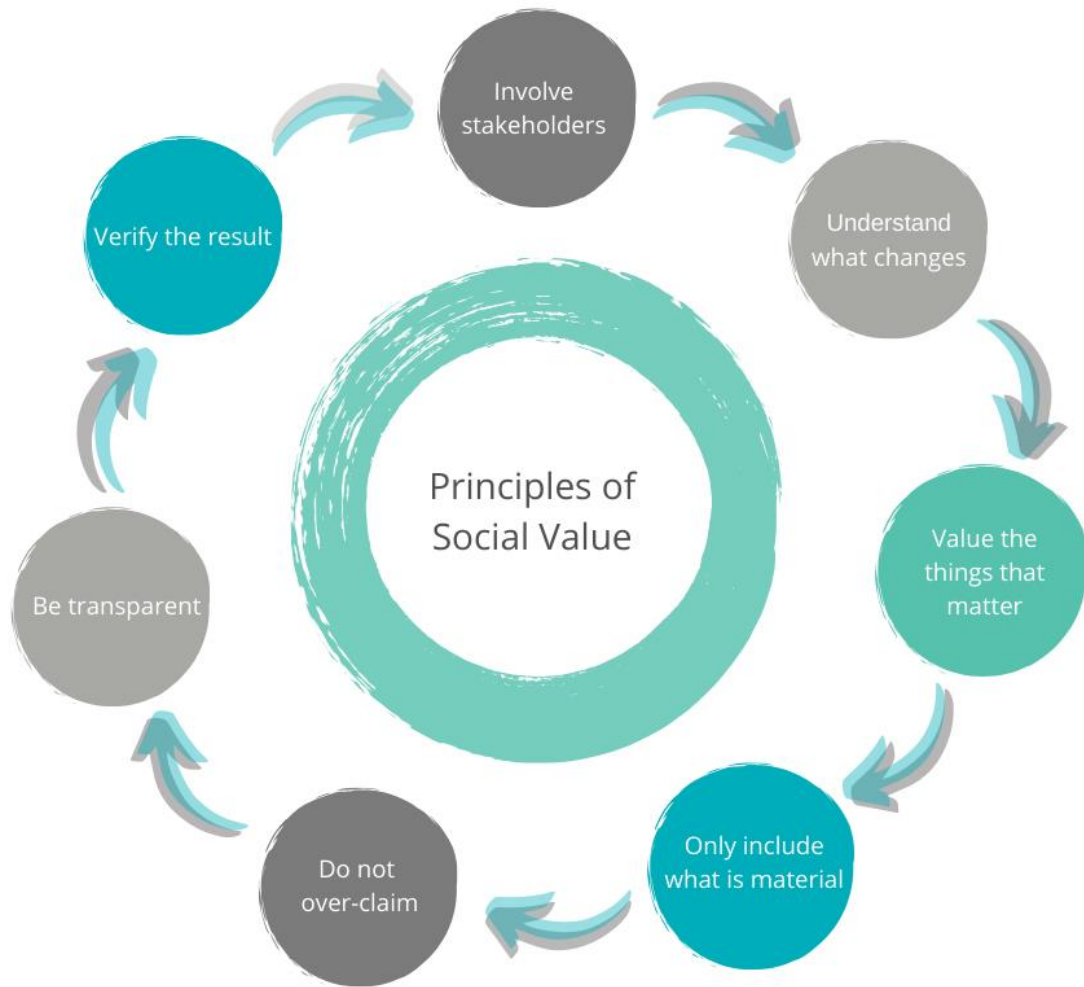 Involve
stakeholders
Understand
what changes
Value the
things that
matter
Only include
what is material
Do not
over-claim
Be transparent
Verify the result
Principles of
Social Value